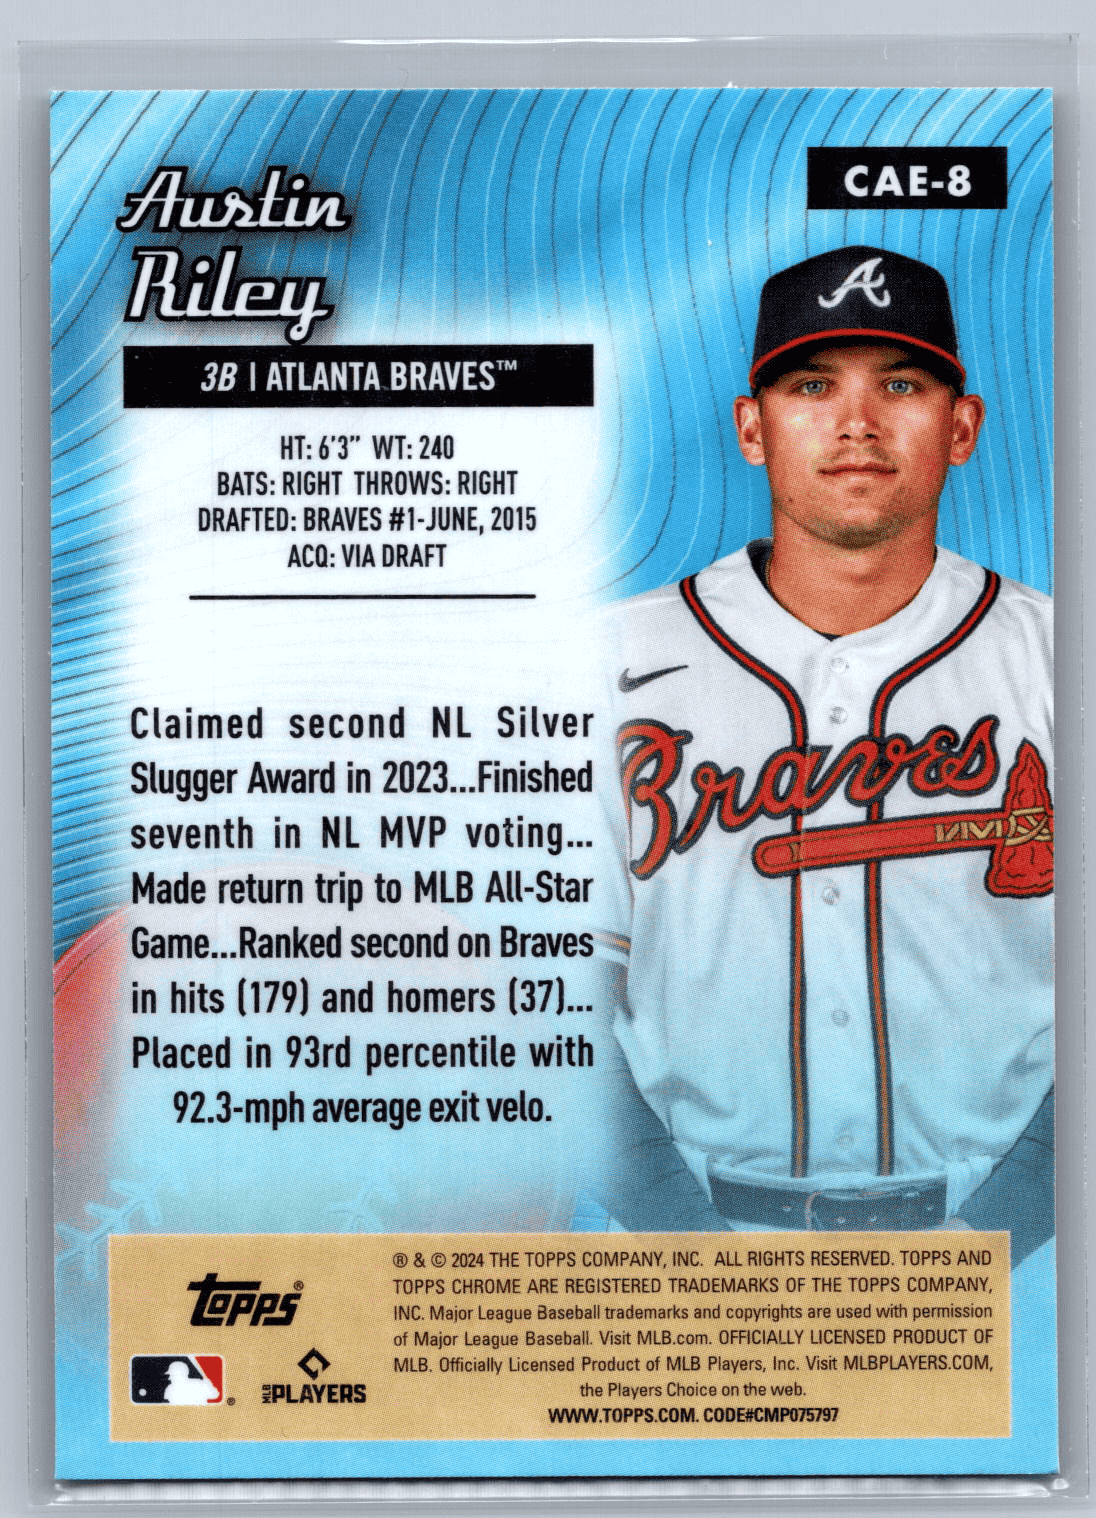 CAE-8
A
Austin
Riley
3B | ATLANTA BRAVES™
HT: 6'3" WT: 240
BATS: RIGHT THROWS: RIGHT
DRAFTED: BRAVES #1-JUNE, 2015
ACQ: VIA DRAFT
Braves
Claimed second NL Silver
Slugger Award in 2023...Finished
seventh in NL MVP voting...
Made return trip to MLB All-Star
Game...Ranked second on Braves
in hits (179) and homers (37)...
Placed in 93rd percentile with
92.3-mph average exit velo.
Topps®
MLB PLAYERS
® & © 2024 THE TOPPS COMPANY, INC. ALL RIGHTS RESERVED. TOPPS AND
TOPPS CHROME ARE REGISTERED TRADEMARKS OF THE TOPPS COMPANY,
INC. Major League Baseball trademarks and copyrights are used with permission
of Major League Baseball. Visit MLB.com. OFFICIALLY LICENSED PRODUCT OF
MLB. Officially Licensed Product of MLB Players, Inc. Visit MLBPLAYERS.COM,
the Players Choice on the web.
WWW.TOPPS.COM. CODE#CMP075797